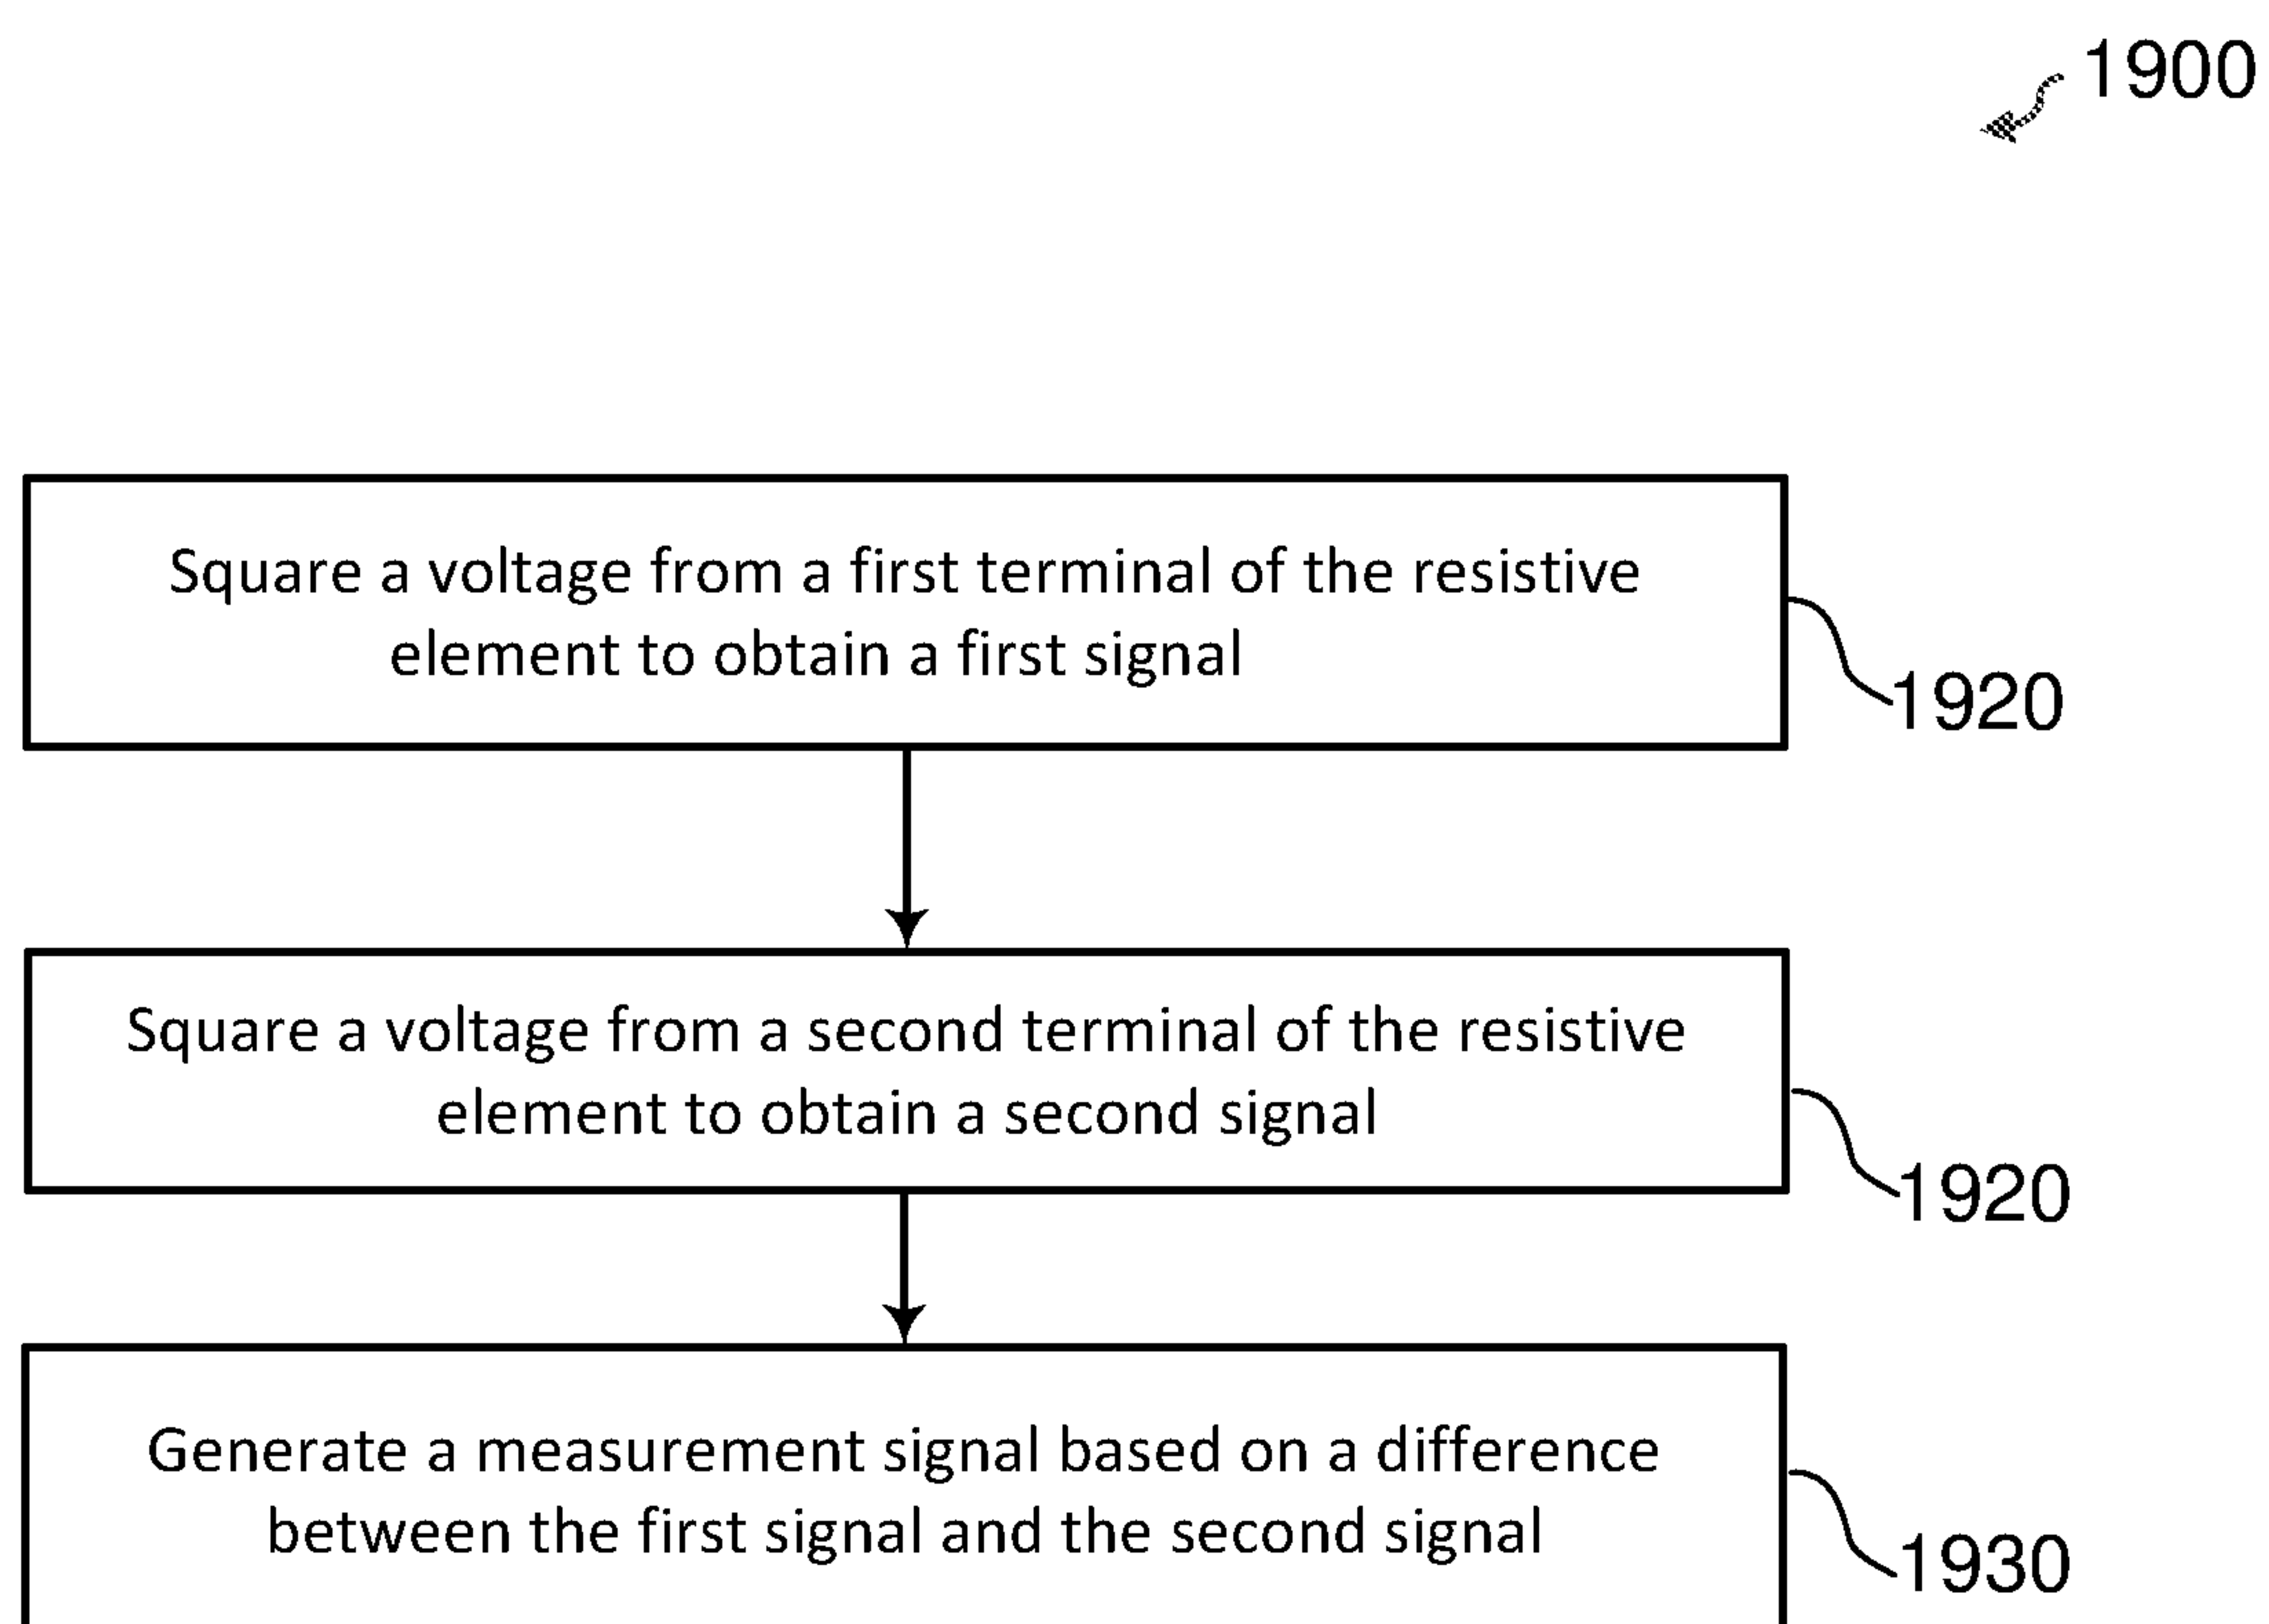 1900
Square a voltage from a first terminal of the resistive
element to obtain a first signal
1920
Square a voltage from a second terminal of the resistive
element to obtain a second signal
1920
Generate a measurement signal based on a difference
between the first signal and the second signal
1930